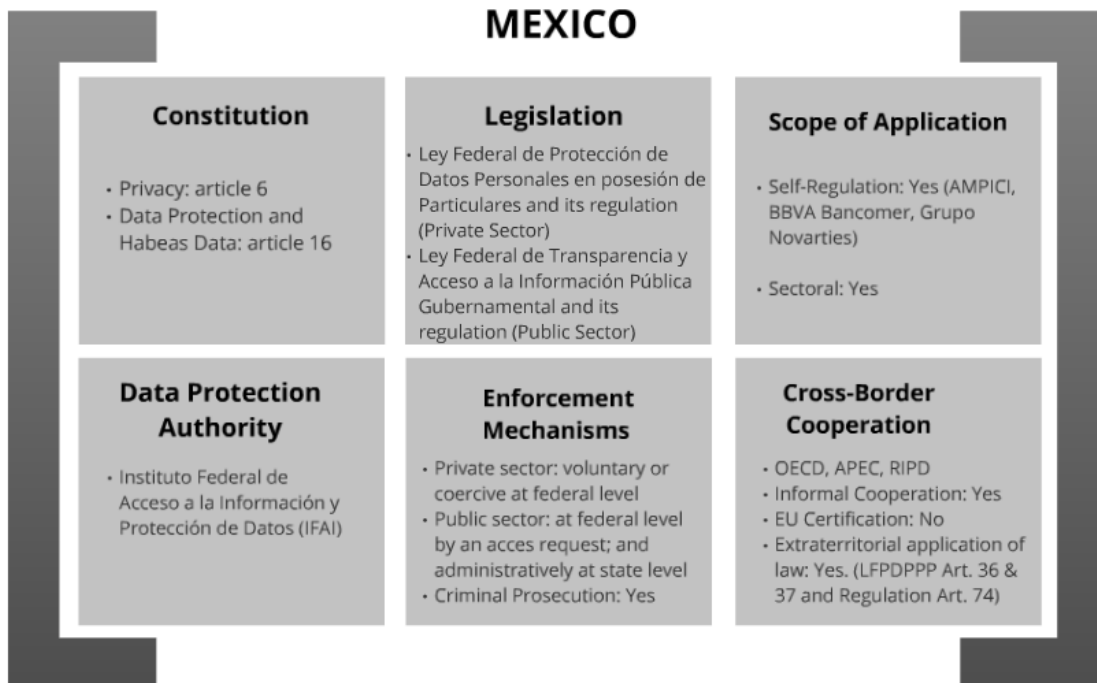 MEXICO
Constitution
• Privacy: article 6
• Data Protection and
Habeas Data: article 16
Legislation
• Ley Federal de Protección de
Datos Personales en posesión de
Particulares and its regulation
(Private Sector)
• Ley Federal de Transparencia y
Acceso a la Información Pública
Gubernamental and its
regulation (Public Sector)
Scope of Application
• Self-Regulation: Yes (AMPICI,
BBVA Bancomer, Grupo
Novarties)
• Sectoral: Yes
Data Protection
Authority
• Instituto Federal de
Acceso a la Información y
Protección de Datos (IFAI)
Enforcement
Mechanisms
• Private sector: voluntary or
coercive at federal level
• Public sector: at federal level
by an acces request; and
administratively at state level
• Criminal Prosecution: Yes
Cross-Border
Cooperation
• OECD, APEC, RIPD
• Informal Cooperation: Yes
• EU Certification: No
• Extraterritorial application of
law: Yes. (LFPDPPP Art. 36 &
37 and Regulation Art. 74)